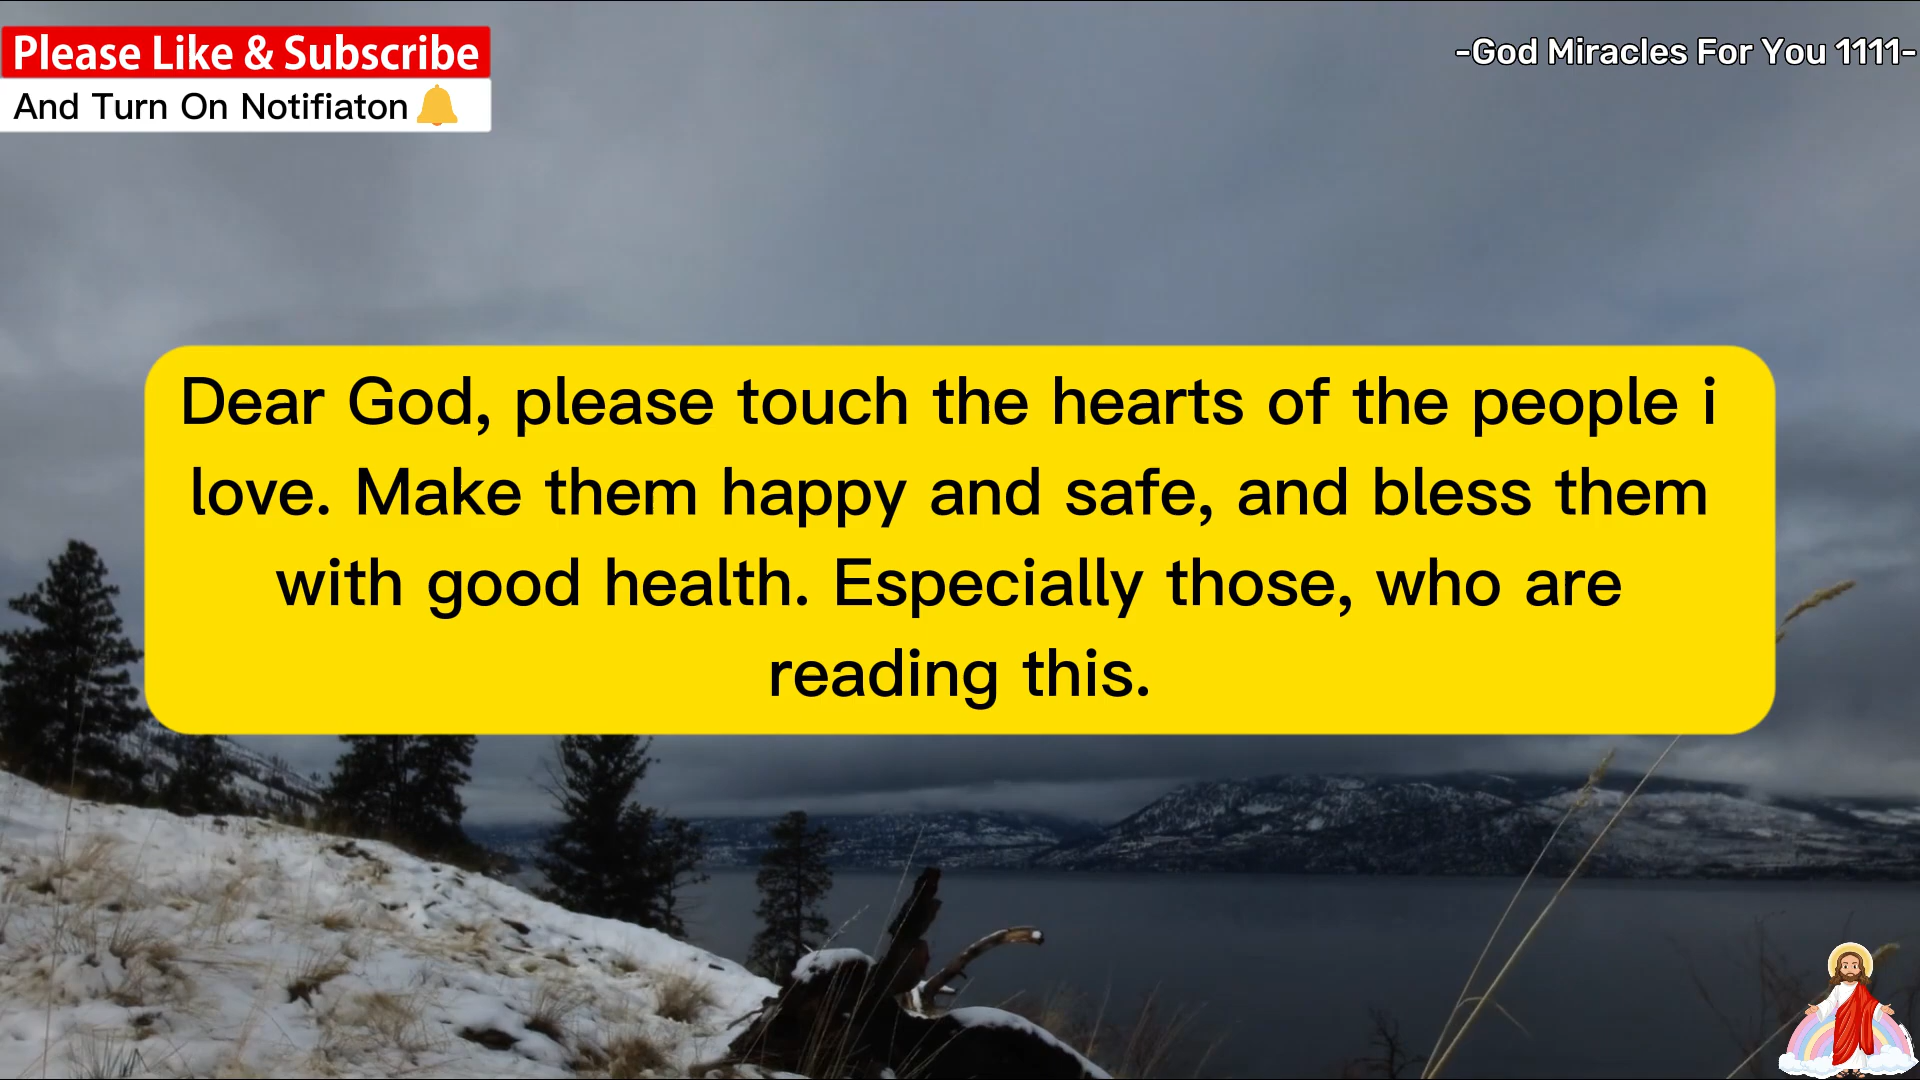 Please Like & Subscribe
And Turn On Notifiaton
-God Miracles For You 1111-
Dear God, please touch the hearts of the people i
love. Make them happy and safe, and bless them
with good health. Especially those, who are
reading this.